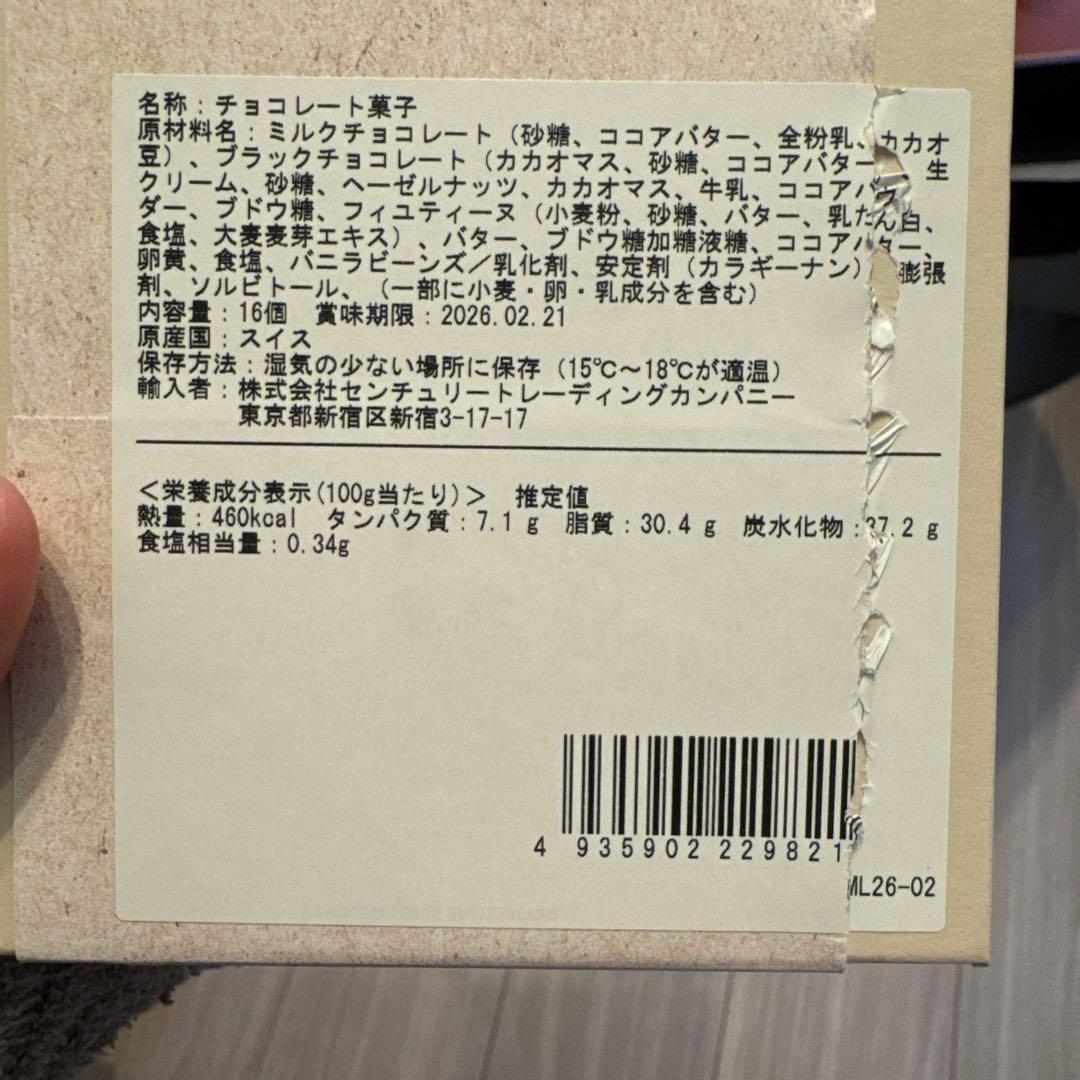 名称：チョコレート菓子
原材料名：ミルクチョコレート（砂糖、ココアバター、全粉乳、カカオ
豆）、ブラックチョコレート（カカオマス、砂糖、ココアバター、生
クリーム、砂糖、ヘーゼルナッツ、カカオマス、牛乳、ココアパウ
ダー、ブドウ糖、フィユティーヌ（小麦粉、砂糖、バター、乳たん白、
食塩、大麦麦芽エキス）、バター、ブドウ糖加糖液糖、ココアバター、
卵黄、食塩、バニラビーンズ／乳化剤、安定剤（カラギーナン） 膨張
剤、ソルビトール、（一部に小麦・卵・乳成分を含む）
内容量：16個 賞味期限：2026.02.21
原産国：スイス
保存方法：湿気の少ない場所に保存（15℃～18℃が適温）
輸入者：株式会社センチュリートレーディングカンパニー
東京都新宿区新宿3-17-17
＜栄養成分表示(100g当たり)＞ 推定値
熱量：460kcal タンパク質：7.1 g 脂質：30.4 g 炭水化物：37.2 g
食塩相当量：0.34g
4 935902 229821
ML26-02